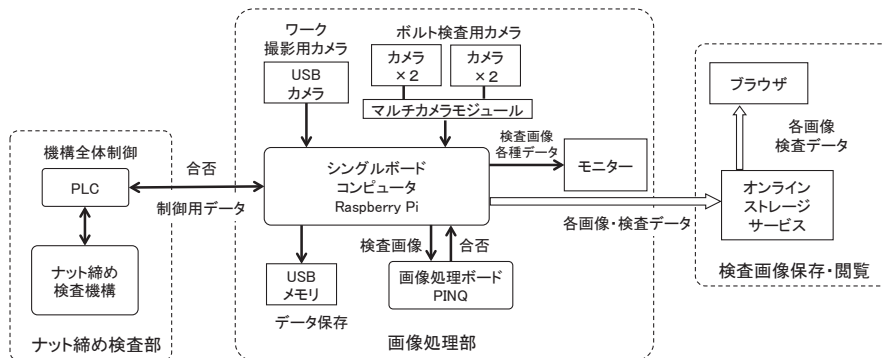 ワーク
撮影用カメラ
USB
カメラ
ボルト検査用カメラ
カメラ
×2
カメラ
×2
マルチカメラモジュール
ブラウザ
各画像
検査データ
機構全体制御
PLC
合否
制御用データ
シングルボード
コンピュータ
Raspberry Pi
検査画像
各種データ
モニター
オンライン
ストレージ
サービス
各画像・検査データ
検査画像
合否
ナット締め
検査機構
USB
メモリ
データ保存
画像処理ボード
PINQ
検査画像保存・閲覧
ナット締め検査部
画像処理部